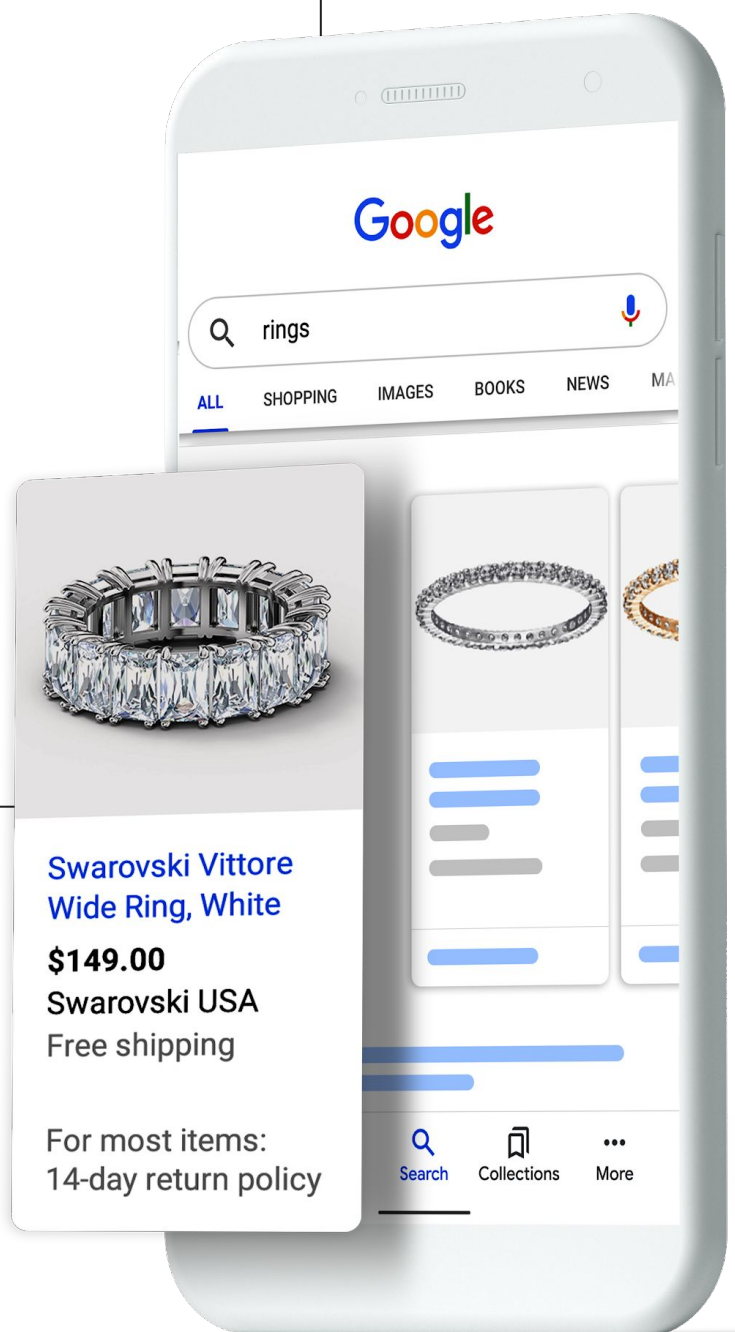 Google
rings
ALL SHOPPING IMAGES BOOKS NEWS MA
Swarovski Vittore
Wide Ring, White
$149.00
Swarovski USA
Free shipping
For most items:
14-day return policy
Search Collections More